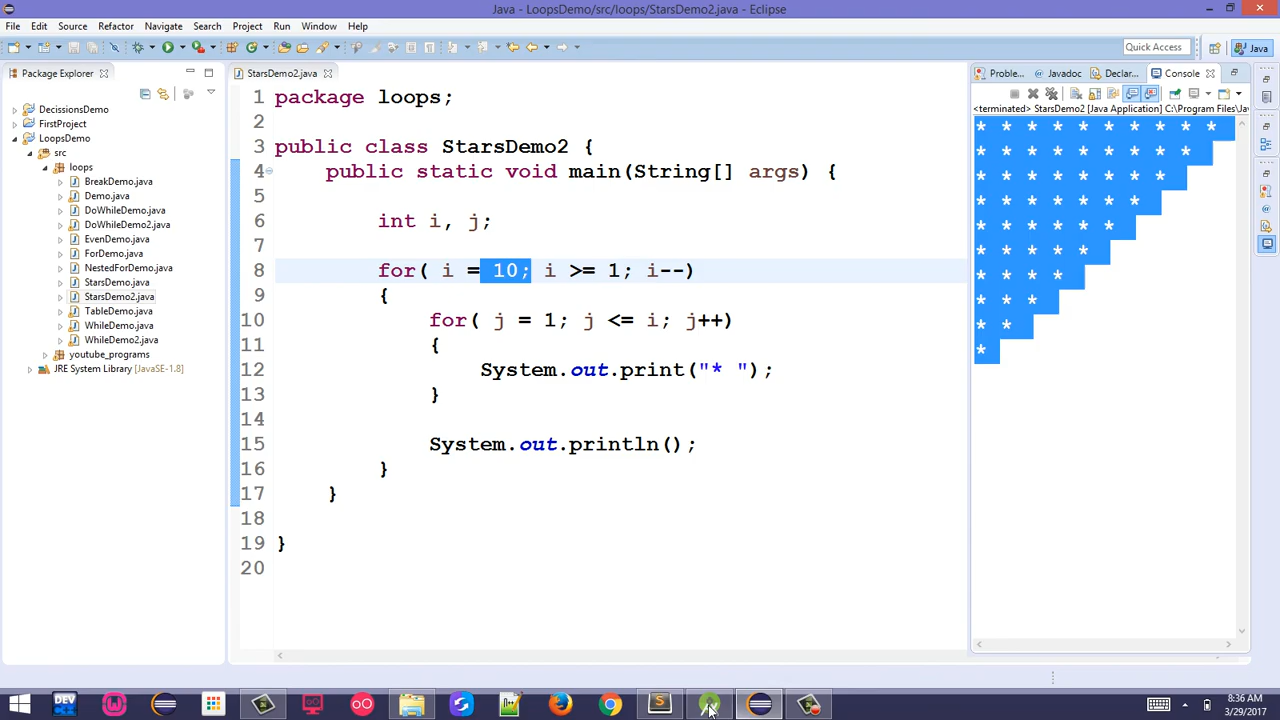 Java - LoopsDemo/src/loops/StarsDemo2.java - Eclipse
File Edit Source Refactor Navigate Search Project Run Window Help
Quick Access Java
Package Explorer
DecissionsDemo
FirstProject
LoopsDemo
src
loops
BreakDemo.java
Demo.java
DoWhileDemo.java
DoWhileDemo2.java
EvenDemo.java
ForDemo.java
NestedForDemo.java
StarsDemo.java
StarsDemo2.java
TableDemo.java
WhileDemo.java
WhileDemo2.java
youtube_programs
JRE System Library [JavaSE-1.8]
StarsDemo2.java
1 package loops;
2
3 public class StarsDemo2 {
4 public static void main(String[] args) {
5
6 int i, j;
7
8 for( i = 10; i >= 1; i--)
9 {
10 for( j = 1; j <= i; j++)
11 {
12 System.out.print("* ");
13 }
14
15 System.out.println();
16 }
17 }
18
19 }
20
Proble... Javadoc Declar... Console
<terminated> StarsDemo2 [Java Application] C:\Program Files\Jav
* * * * * * * * * *
* * * * * * * * *
* * * * * * * *
* * * * * * *
* * * * * *
* * * * *
* * * *
* * *
* *
*
DEV
8:36 AM
3/29/2017